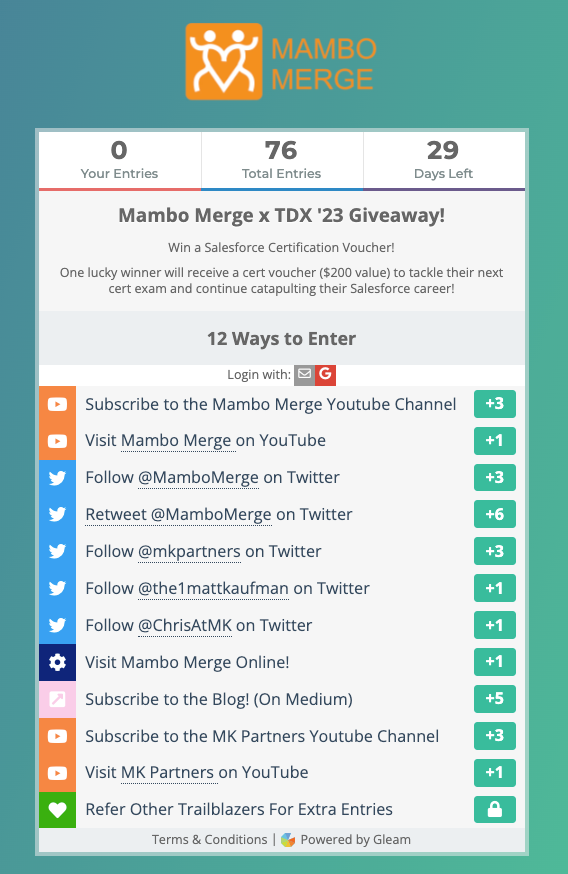 MAMBO
MERGE
0
Your Entries
76
Total Entries
29
Days Left
Mambo Merge x TDX '23 Giveaway!
Win a Salesforce Certification Voucher!
One lucky winner will receive a cert voucher ($200 value) to tackle their next
cert exam and continue catapulting their Salesforce career!
12 Ways to Enter
Login with: G
Subscribe to the Mambo Merge Youtube Channel +3
Visit Mambo Merge on YouTube +1
Follow @MamboMerge on Twitter +3
Retweet @MamboMerge on Twitter +6
Follow @mkpartners on Twitter +3
Follow @the1mattkaufman on Twitter +1
Follow @ChrisAtMK on Twitter +1
Visit Mambo Merge Online! +1
Subscribe to the Blog! (On Medium) +5
Subscribe to the MK Partners Youtube Channel +3
Visit MK Partners on YouTube +1
Refer Other Trailblazers For Extra Entries
Terms & Conditions | Powered by Gleam